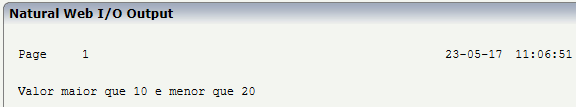 Natural Web I/O Output
Page 1 23-05-17 11:06:51
Valor maior que 10 e menor que 20